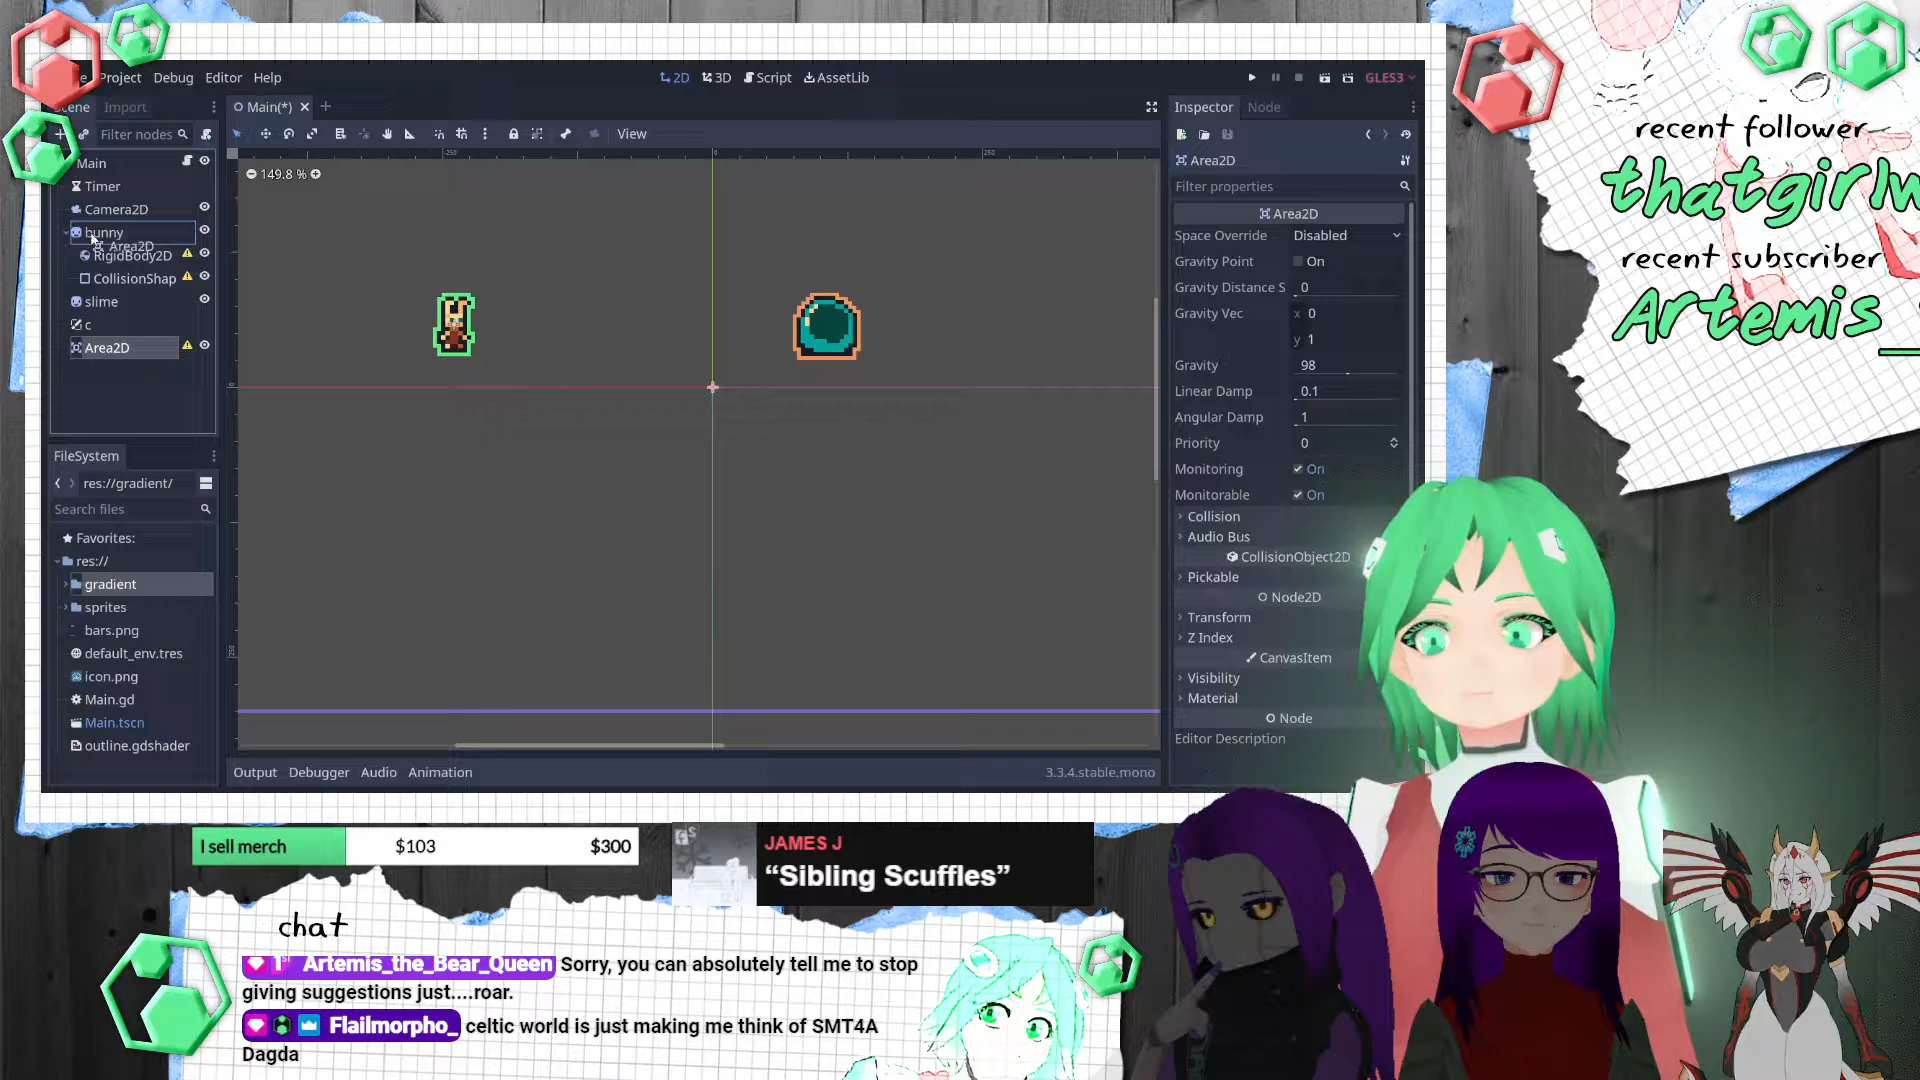 Project Debug Editor Help
2D 3D Script AssetLib
GLES3
Scene Import
Main(*)
Inspector Node
Filter nodes
View
Main
Timer
Camera2D
bunny
Area2D
RigidBody2D
CollisionShap
slime
c
Area2D
149.8 %
-250
0
250
Area2D
Filter properties
Area2D
Space Override Disabled
Gravity Point On
Gravity Distance S 0
Gravity Vec x 0
y 1
Gravity 98
Linear Damp 0.1
Angular Damp 1
Priority 0
Monitoring On
Monitorable On
Collision
Audio Bus
CollisionObject2D
Pickable
Node2D
Transform
Z Index
CanvasItem
Visibility
Material
Node
Editor Description
FileSystem
res://gradient/
Search files
Favorites:
res://
gradient
sprites
bars.png
default_env.tres
icon.png
Main.gd
Main.tscn
outline.gdshader
0
250
Output Debugger Audio Animation
3.3.4.stable.mono
recent follower
thatgirlw
recent subscriber
Artemis_
I sell merch $103 $300
JAMES J
“Sibling Scuffles”
chat
Artemis_the_Bear_Queen Sorry, you can absolutely tell me to stop
giving suggestions just....roar.
Flailmorpho_ celtic world is just making me think of SMT4A
Dagda